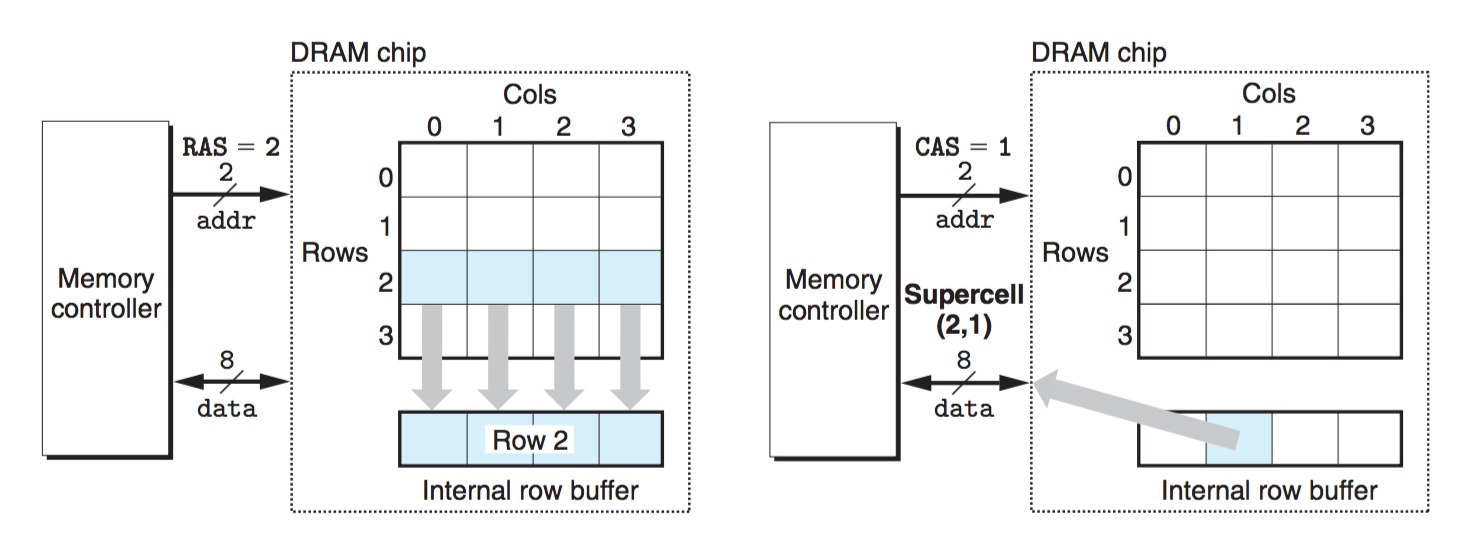 DRAM chip
Cols
0 1 2 3
RAS = 2
2
addr
0
1
Rows
2
3
Memory
controller
8
data
Row 2
Internal row buffer
DRAM chip
Cols
0 1 2 3
CAS = 1
2
addr
0
1
Rows
2
3
Memory
controller
Supercell
(2,1)
8
data
Internal row buffer